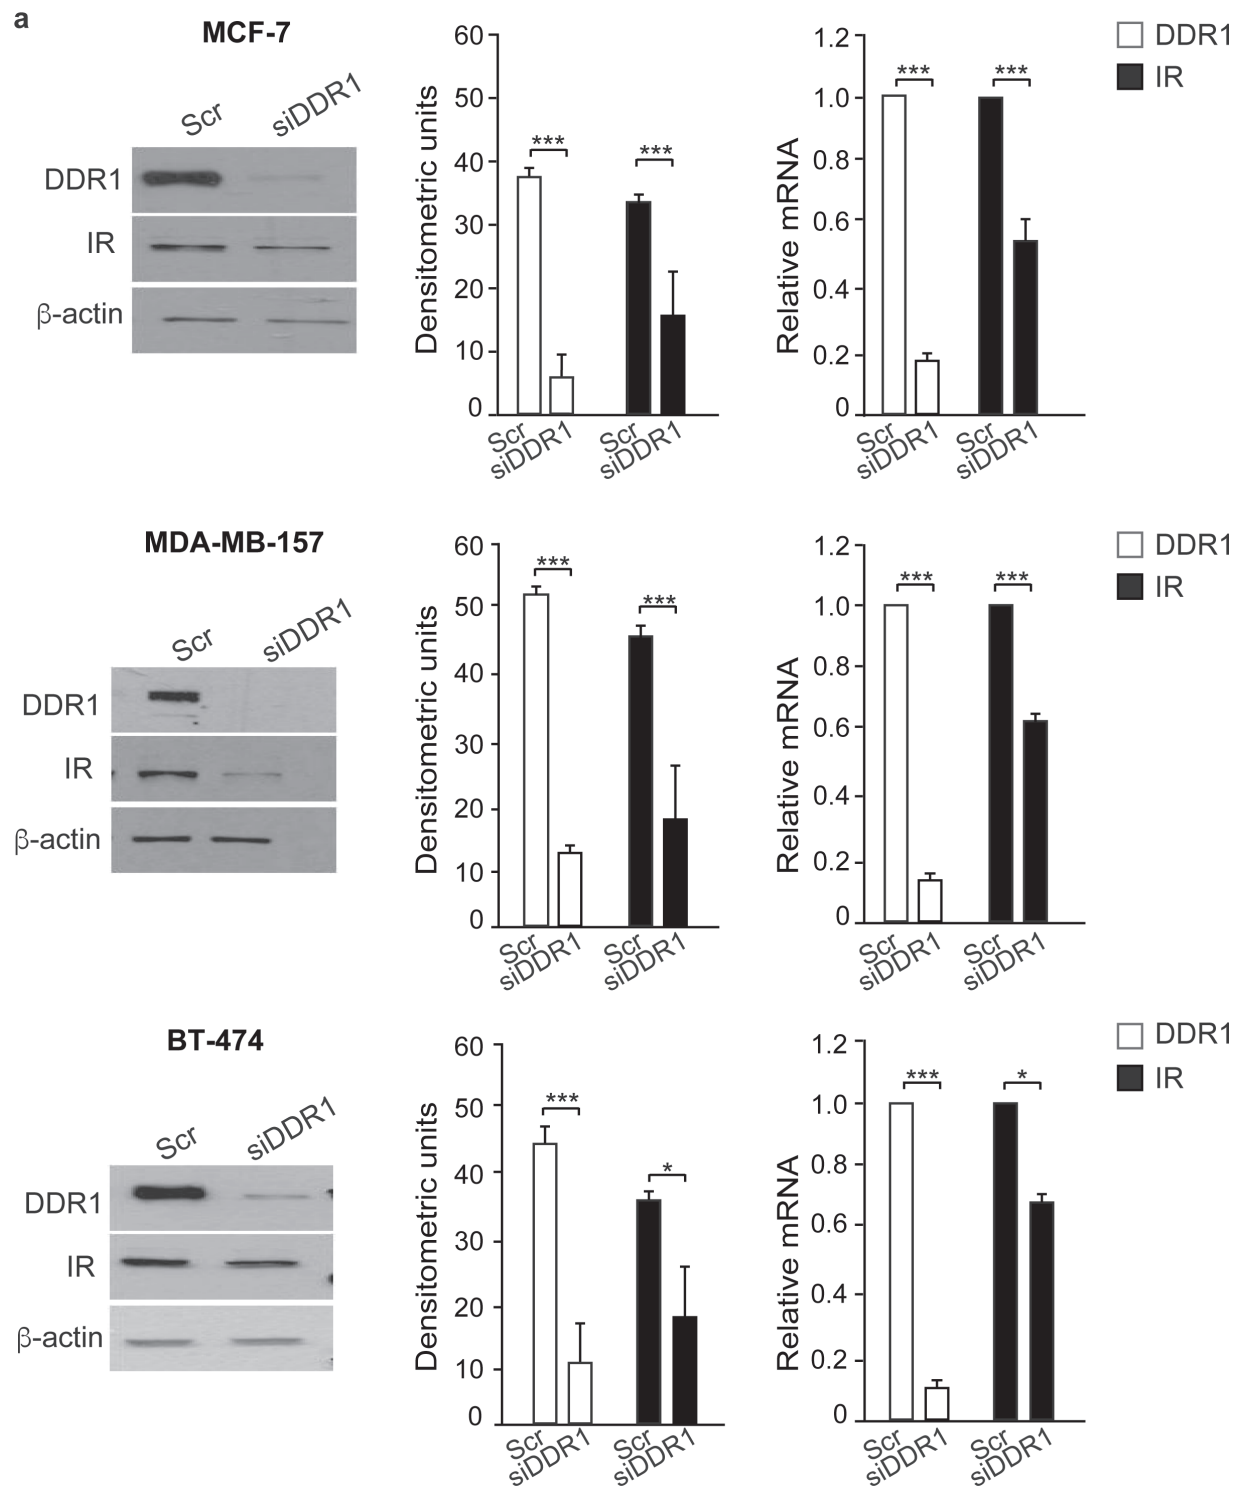 a
MCF-7
Scr siDDR1
DDR1
IR
β-actin
Densitometric units
60
50
40
30
20
10
0
*** ***
Scr siDDR1 Scr siDDR1
Relative mRNA
1.2
1.0
0.8
0.6
0.4
0.2
0
*** ***
Scr siDDR1 Scr siDDR1
DDR1
IR
MDA-MB-157
Scr siDDR1
DDR1
IR
β-actin
Densitometric units
60
50
40
30
20
10
0
*** ***
Scr siDDR1 Scr siDDR1
Relative mRNA
1.2
1.0
0.8
0.6
0.4
0.2
0
*** ***
Scr siDDR1 Scr siDDR1
DDR1
IR
BT-474
Scr siDDR1
DDR1
IR
β-actin
Densitometric units
60
50
40
30
20
10
0
*** *
Scr siDDR1 Scr siDDR1
Relative mRNA
1.2
1.0
0.8
0.6
0.4
0.2
0
*** *
Scr siDDR1 Scr siDDR1
DDR1
IR